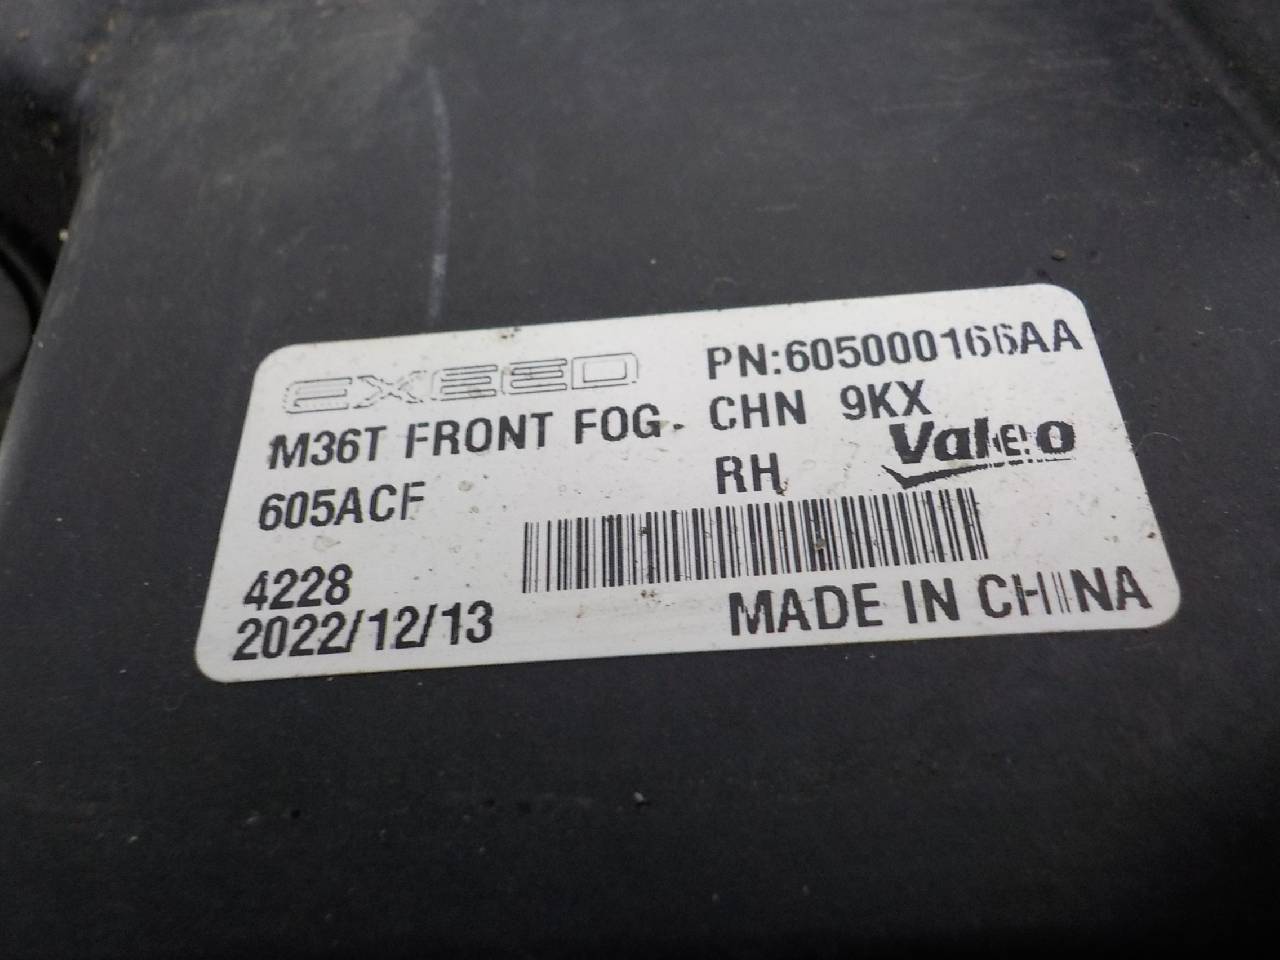 EXEED PN:605000166AA
M36T FRONT FOG. CHN 9KX
605ACF RH Valeo
4228
2022/12/13 MADE IN CHINA